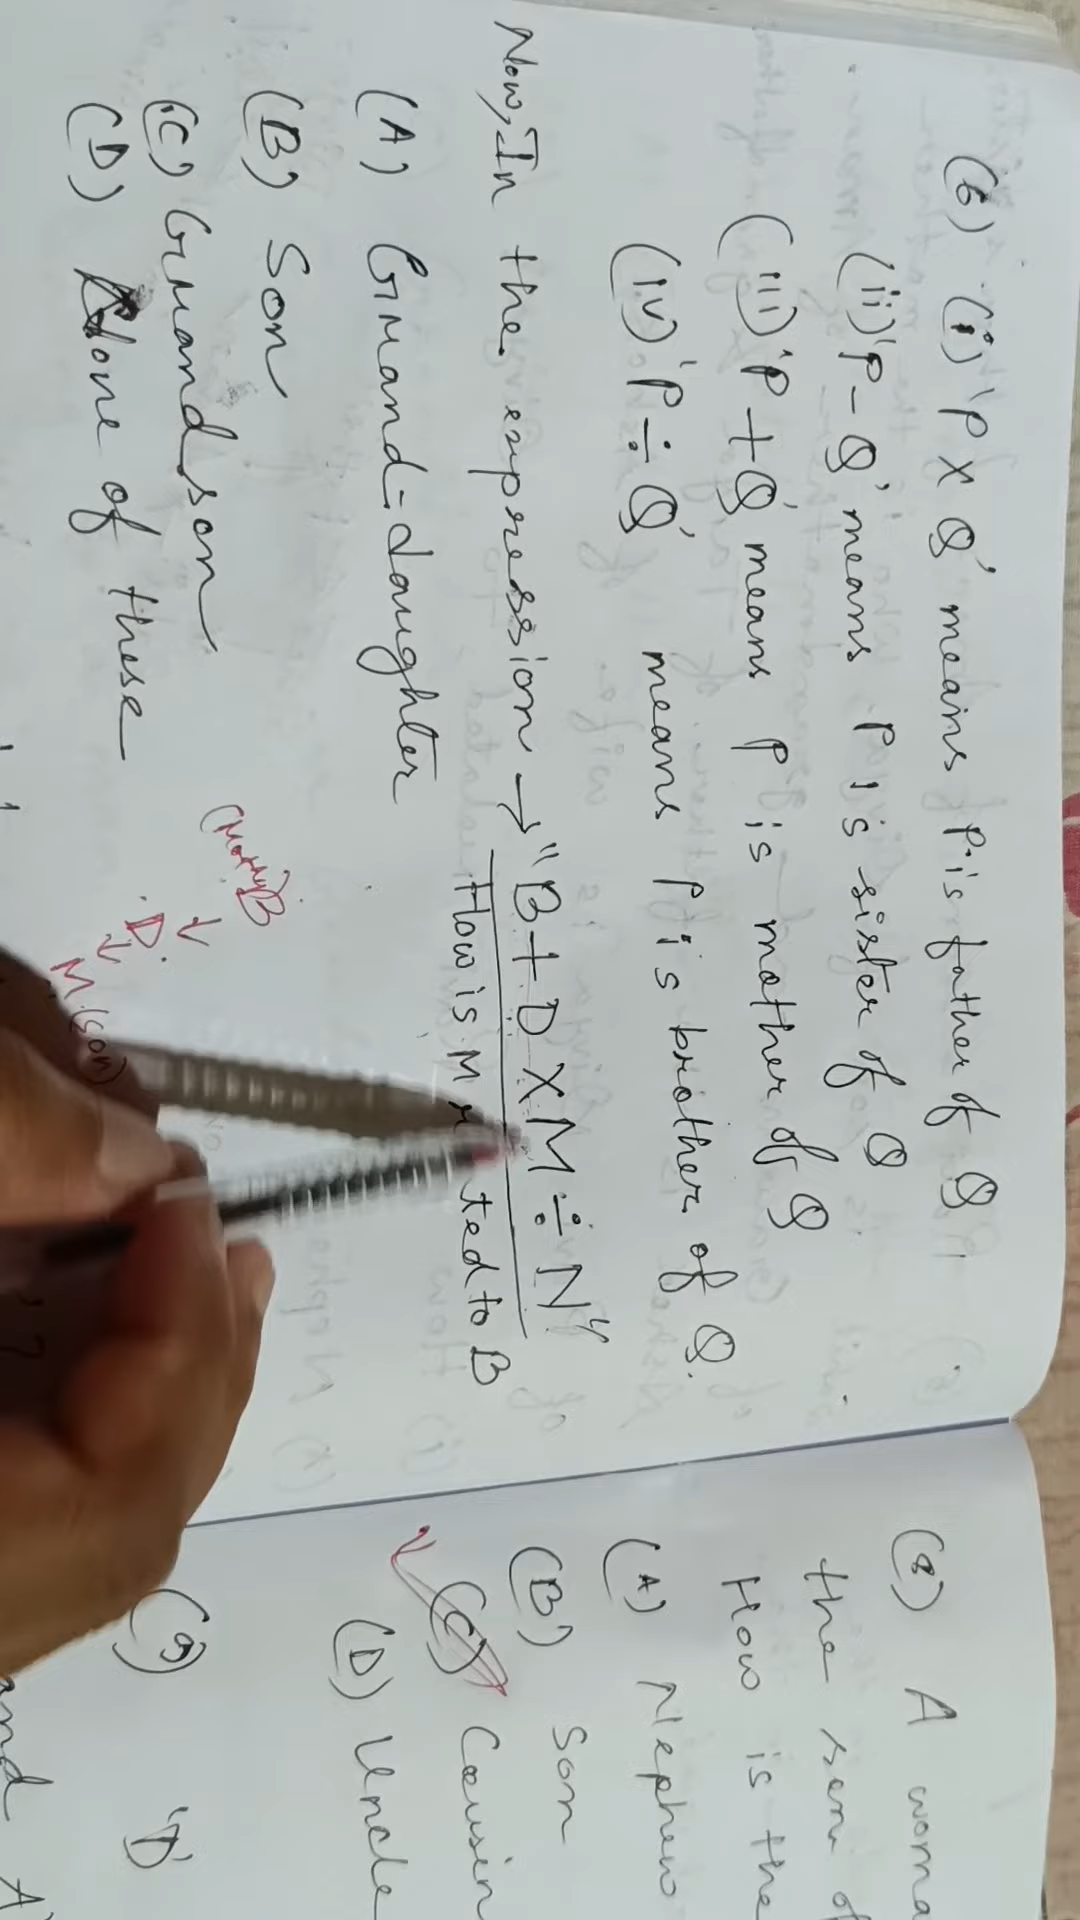 (6) (i) 'P X Q' means P is father of Q
(ii) 'P - Q' means P is sister of Q
(iii) 'P + Q' means P is mother of Q
(iv) 'P ÷ Q' means P is brother of Q.
Now, In the expression → "B + D X M ÷ N"
How is M ted to B
(A) Grand-daughter
(B) Son
(C) Grandson
(D) None of these
(Mother) B
↓
D
↓
M (son)
(8) A woma
the son of
How is the
(A) Nephew
(B) Son
(C) Cousin
(D) Uncle
(9) 'D'